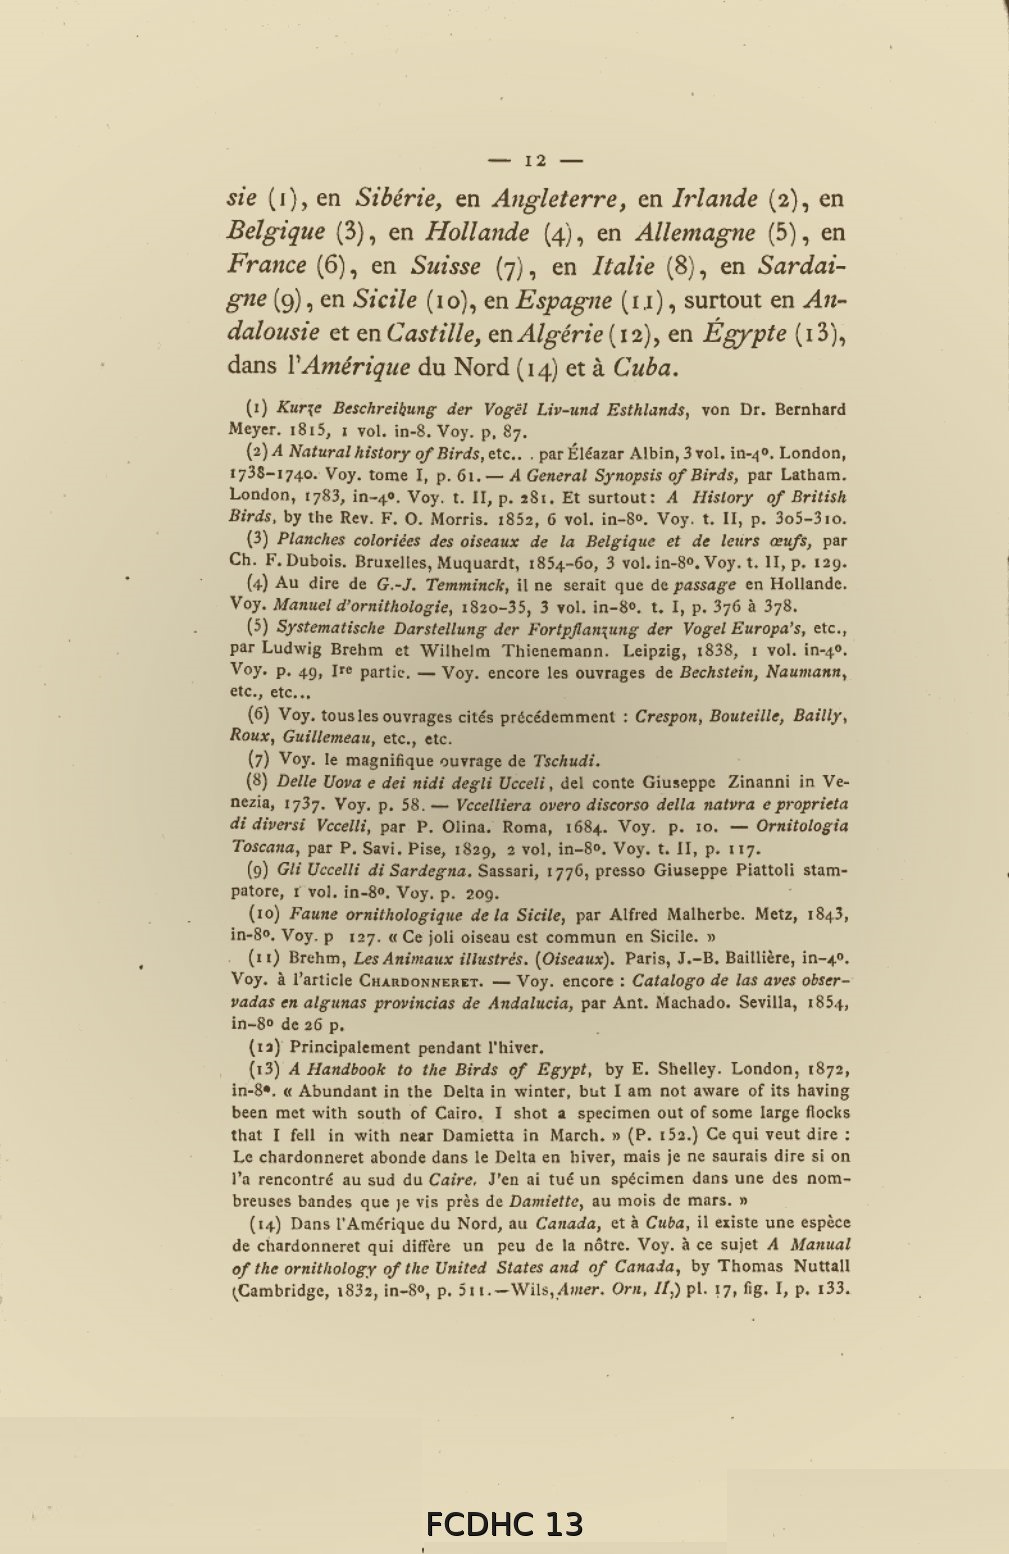 — 12 —
sie (1), en Sibérie, en Angleterre, en Irlande (2), en
Belgique (3), en Hollande (4), en Allemagne (5), en
France (6), en Suisse (7), en Italie (8), en Sardai-
gne (9), en Sicile (10), en Espagne (11), surtout en An-
dalousie et en Castille, en Algérie (12), en Égypte (13),
dans l'Amérique du Nord (14) et à Cuba.
(1) Kurze Beschreibung der Vogël Liv-und Esthlands, von Dr. Bernhard
Meyer. 1815, 1 vol. in-8. Voy. p. 87.
(2) A Natural history of Birds, etc.. . par Éléazar Albin, 3 vol. in-4º. London,
1738-1740. Voy. tome I, p. 61. — A General Synopsis of Birds, par Latham.
London, 1783, in-4º. Voy. t. II, p. 281. Et surtout: A History of British
Birds, by the Rev. F. O. Morris. 1852, 6 vol. in-8º. Voy. t. II, p. 305-310.
(3) Planches coloriées des oiseaux de la Belgique et de leurs œufs, par
Ch. F. Dubois. Bruxelles, Muquardt, 1854-60, 3 vol. in-8º. Voy. t. II, p. 129.
(4) Au dire de G.-J. Temminck, il ne serait que de passage en Hollande.
Voy. Manuel d'ornithologie, 1820-35, 3 vol. in-8º. t. I, p. 376 à 378.
(5) Systematische Darstellung der Fortpflanzung der Vogel Europa's, etc.,
par Ludwig Brehm et Wilhelm Thienemann. Leipzig, 1838, 1 vol. in-4º.
Voy. p. 49, Ire partie. — Voy. encore les ouvrages de Bechstein, Naumann,
etc., etc...
(6) Voy. tous les ouvrages cités précédemment : Crespon, Bouteille, Bailly,
Roux, Guillemeau, etc., etc.
(7) Voy. le magnifique ouvrage de Tschudi.
(8) Delle Uova e dei nidi degli Ucceli, del conte Giuseppe Zinanni in Ve-
nezia, 1737. Voy. p. 58. — Vccelliera overo discorso della natvra e proprieta
di diversi Vccelli, par P. Olina. Roma, 1684. Voy. p. 10. — Ornitologia
Toscana, par P. Savi. Pise, 1829, 2 vol, in-8º. Voy. t. II, p. 117.
(9) Gli Uccelli di Sardegna. Sassari, 1776, presso Giuseppe Piattoli stam-
patore, 1 vol. in-8º. Voy. p. 209.
(10) Faune ornithologique de la Sicile, par Alfred Malherbe. Metz, 1843,
in-8º. Voy. p 127. « Ce joli oiseau est commun en Sicile. »
(11) Brehm, Les Animaux illustrés. (Oiseaux). Paris, J.-B. Baillière, in-4º.
Voy. à l'article CHARDONNERET. — Voy. encore : Catalogo de las aves obser-
vadas en algunas provincias de Andalucia, par Ant. Machado. Sevilla, 1854,
in-8º de 26 p.
(12) Principalement pendant l'hiver.
(13) A Handbook to the Birds of Egypt, by E. Shelley. London, 1872,
in-8º. « Abundant in the Delta in winter, but I am not aware of its having
been met with south of Cairo. I shot a specimen out of some large flocks
that I fell in with near Damietta in March. » (P. 152.) Ce qui veut dire :
Le chardonneret abonde dans le Delta en hiver, mais je ne saurais dire si on
l'a rencontré au sud du Caire. J'en ai tué un spécimen dans une des nom-
breuses bandes que je vis près de Damiette, au mois de mars. »
(14) Dans l'Amérique du Nord, au Canada, et à Cuba, il existe une espèce
de chardonneret qui diffère un peu de la nôtre. Voy. à ce sujet A Manual
of the ornithology of the United States and of Canada, by Thomas Nuttall
(Cambridge, 1832, in-8º, p. 511.—Wils, Amer. Orn, II,) pl. 17, fig. I, p. 133.
FCDHC 13